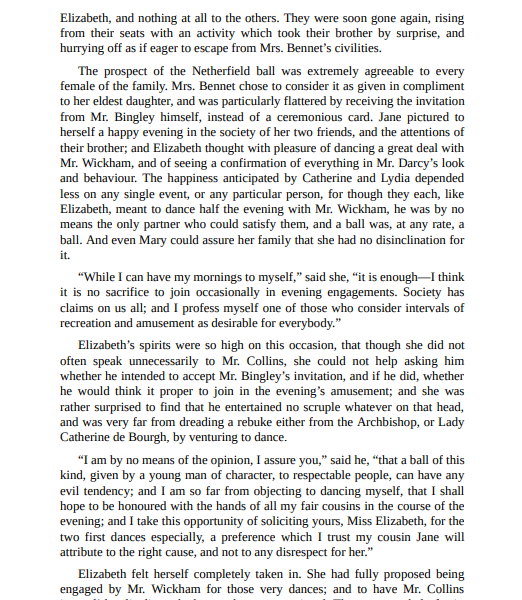 Elizabeth, and nothing at all to the others. They were soon gone again, rising
from their seats with an activity which took their brother by surprise, and
hurrying off as if eager to escape from Mrs. Bennet’s civilities.
The prospect of the Netherfield ball was extremely agreeable to every
female of the family. Mrs. Bennet chose to consider it as given in compliment
to her eldest daughter, and was particularly flattered by receiving the invitation
from Mr. Bingley himself, instead of a ceremonious card. Jane pictured to
herself a happy evening in the society of her two friends, and the attentions of
their brother; and Elizabeth thought with pleasure of dancing a great deal with
Mr. Wickham, and of seeing a confirmation of everything in Mr. Darcy’s look
and behaviour. The happiness anticipated by Catherine and Lydia depended
less on any single event, or any particular person, for though they each, like
Elizabeth, meant to dance half the evening with Mr. Wickham, he was by no
means the only partner who could satisfy them, and a ball was, at any rate, a
ball. And even Mary could assure her family that she had no disinclination for
it.
“While I can have my mornings to myself,” said she, “it is enough—I think
it is no sacrifice to join occasionally in evening engagements. Society has
claims on us all; and I profess myself one of those who consider intervals of
recreation and amusement as desirable for everybody.”
Elizabeth’s spirits were so high on this occasion, that though she did not
often speak unnecessarily to Mr. Collins, she could not help asking him
whether he intended to accept Mr. Bingley’s invitation, and if he did, whether
he would think it proper to join in the evening’s amusement; and she was
rather surprised to find that he entertained no scruple whatever on that head,
and was very far from dreading a rebuke either from the Archbishop, or Lady
Catherine de Bourgh, by venturing to dance.
“I am by no means of the opinion, I assure you,” said he, “that a ball of this
kind, given by a young man of character, to respectable people, can have any
evil tendency; and I am so far from objecting to dancing myself, that I shall
hope to be honoured with the hands of all my fair cousins in the course of the
evening; and I take this opportunity of soliciting yours, Miss Elizabeth, for the
two first dances especially, a preference which I trust my cousin Jane will
attribute to the right cause, and not to any disrespect for her.”
Elizabeth felt herself completely taken in. She had fully proposed being
engaged by Mr. Wickham for those very dances; and to have Mr. Collins